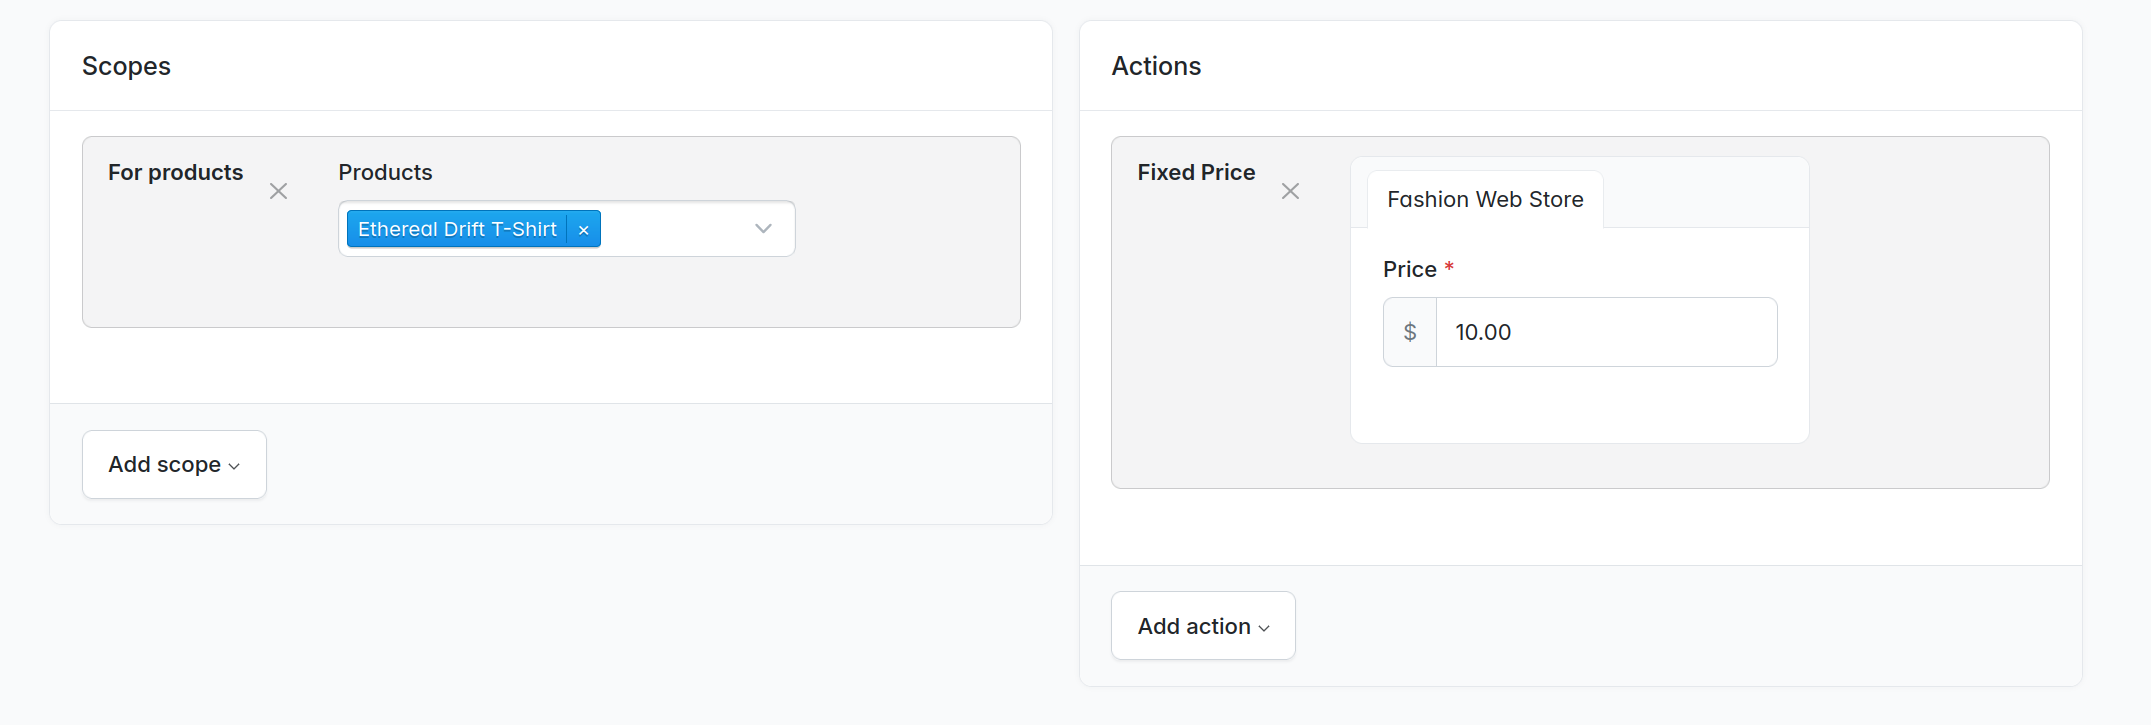 Scopes
For products
Products
Ethereal Drift T-Shirt ×
Add scope
Actions
Fixed Price
Fashion Web Store
Price *
$ 10.00
Add action